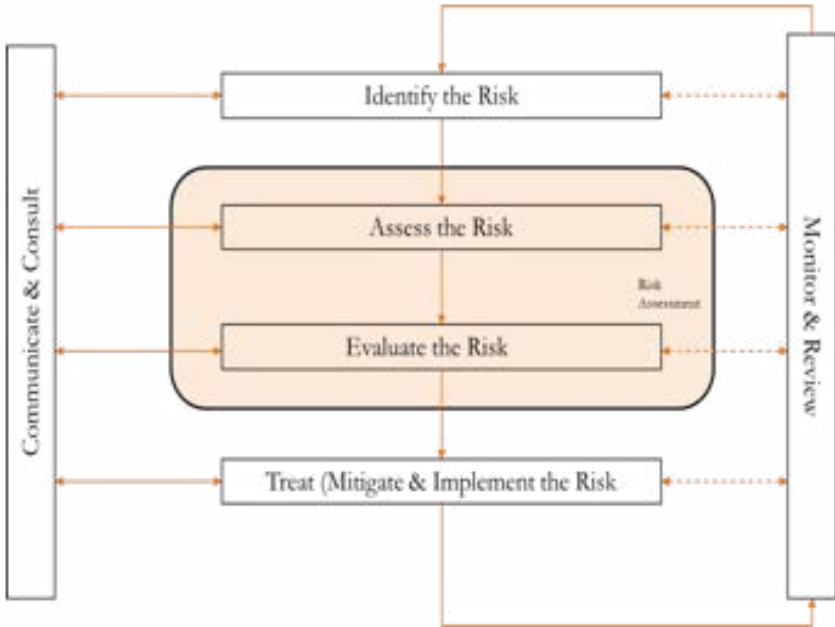 Identify the Risk
Communicate & Consult
Assess the Risk
Risk
Assessment
Monitor & Review
Evaluate the Risk
Treat (Mitigate & Implement the Risk